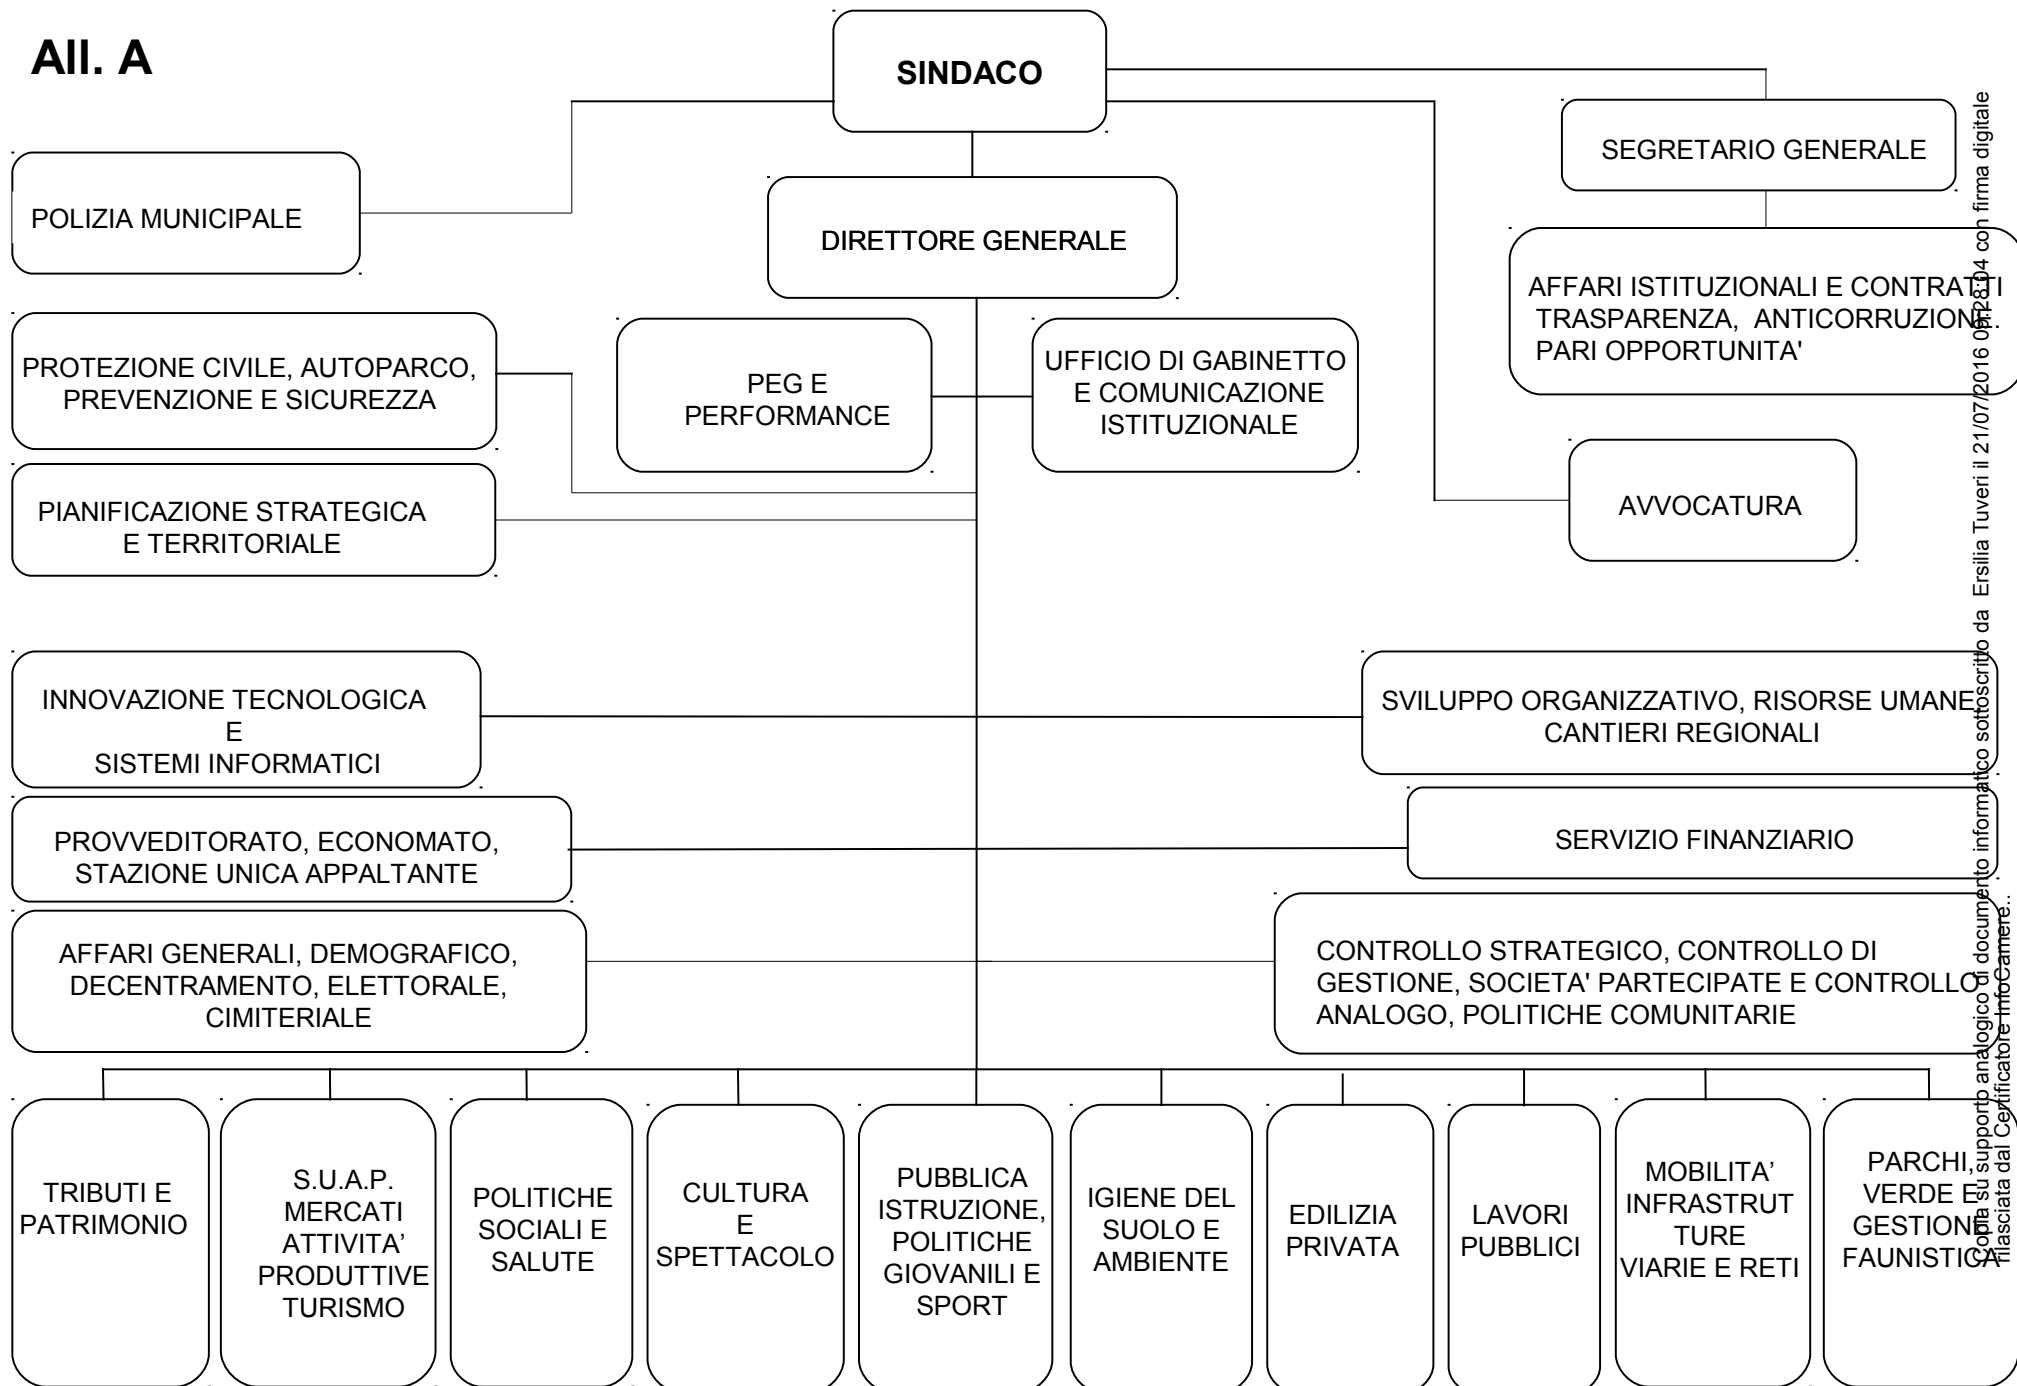 All. A
SINDACO
SEGRETARIO GENERALE
POLIZIA MUNICIPALE
DIRETTORE GENERALE
AFFARI ISTITUZIONALI E CONTRATTI
TRASPARENZA, ANTICORRUZIONE..
PARI OPPORTUNITA'
PROTEZIONE CIVILE, AUTOPARCO,
PREVENZIONE E SICUREZZA
PEG E
PERFORMANCE
UFFICIO DI GABINETTO
E COMUNICAZIONE
ISTITUZIONALE
PIANIFICAZIONE STRATEGICA
E TERRITORIALE
AVVOCATURA
INNOVAZIONE TECNOLOGICA
E
SISTEMI INFORMATICI
SVILUPPO ORGANIZZATIVO, RISORSE UMANE
CANTIERI REGIONALI
PROVVEDITORATO, ECONOMATO,
STAZIONE UNICA APPALTANTE
SERVIZIO FINANZIARIO
AFFARI GENERALI, DEMOGRAFICO,
DECENTRAMENTO, ELETTORALE,
CIMITERIALE
CONTROLLO STRATEGICO, CONTROLLO DI
GESTIONE, SOCIETA' PARTECIPATE E CONTROLLO
ANALOGO, POLITICHE COMUNITARIE
TRIBUTI E
PATRIMONIO
S.U.A.P.
MERCATI
ATTIVITA’
PRODUTTIVE
TURISMO
POLITICHE
SOCIALI E
SALUTE
CULTURA
E
SPETTACOLO
PUBBLICA
ISTRUZIONE,
POLITICHE
GIOVANILI E
SPORT
IGIENE DEL
SUOLO E
AMBIENTE
EDILIZIA
PRIVATA
LAVORI
PUBBLICI
MOBILITA’
INFRASTRUT
TURE
VIARIE E RETI
PARCHI,
VERDE E
GESTIONE
FAUNISTICA
Copia su supporto analogico di documento informatico sottoscritto da Ersilia Tuveri il 21/07/2016 09:28:04 con firma digitale
rilasciata dal Certificatore InfoCamere..